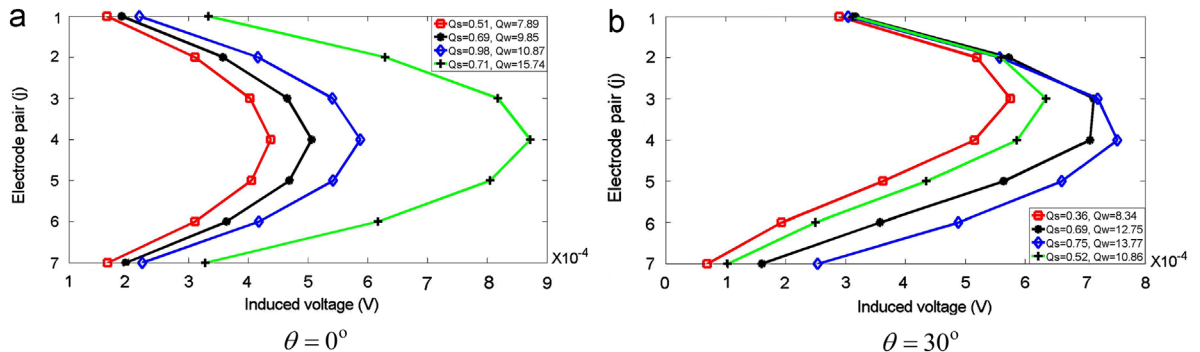 a
Electrode pair (j)
1
2
3
4
5
6
7
Qs=0.51, Qw=7.89
Qs=0.69, Qw=9.85
Qs=0.98, Qw=10.87
Qs=0.71, Qw=15.74
1 2 3 4 5 6 7 8 9
X10-4
Induced voltage (V)
θ = 0°
b
Electrode pair (j)
1
2
3
4
5
6
7
Qs=0.36, Qw=8.34
Qs=0.69, Qw=12.75
Qs=0.75, Qw=13.77
Qs=0.52, Qw=10.86
0 1 2 3 4 5 6 7 8
X10-4
Induced voltage (V)
θ = 30°